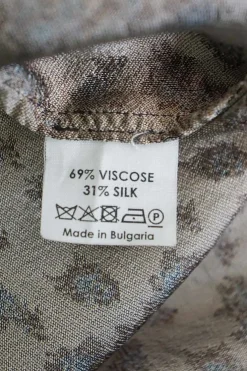 69% VISCOSE
31% SILK
P
Made in Bulgaria